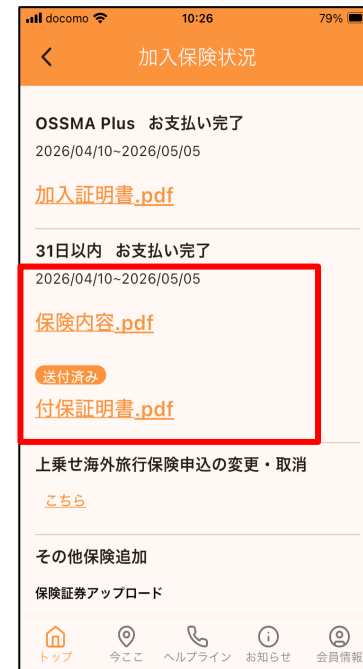 docomo 10:26 79%
加入保険状況
OSSMA Plus お支払い完了
2026/04/10~2026/05/05
加入証明書.pdf
31日以内 お支払い完了
2026/04/10~2026/05/05
保険内容.pdf
送付済み
付保証明書.pdf
上乗せ海外旅行保険申込の変更・取消
こちら
その他保険追加
保険証券アップロード
トップ 今ここ ヘルプライン お知らせ 会員情報